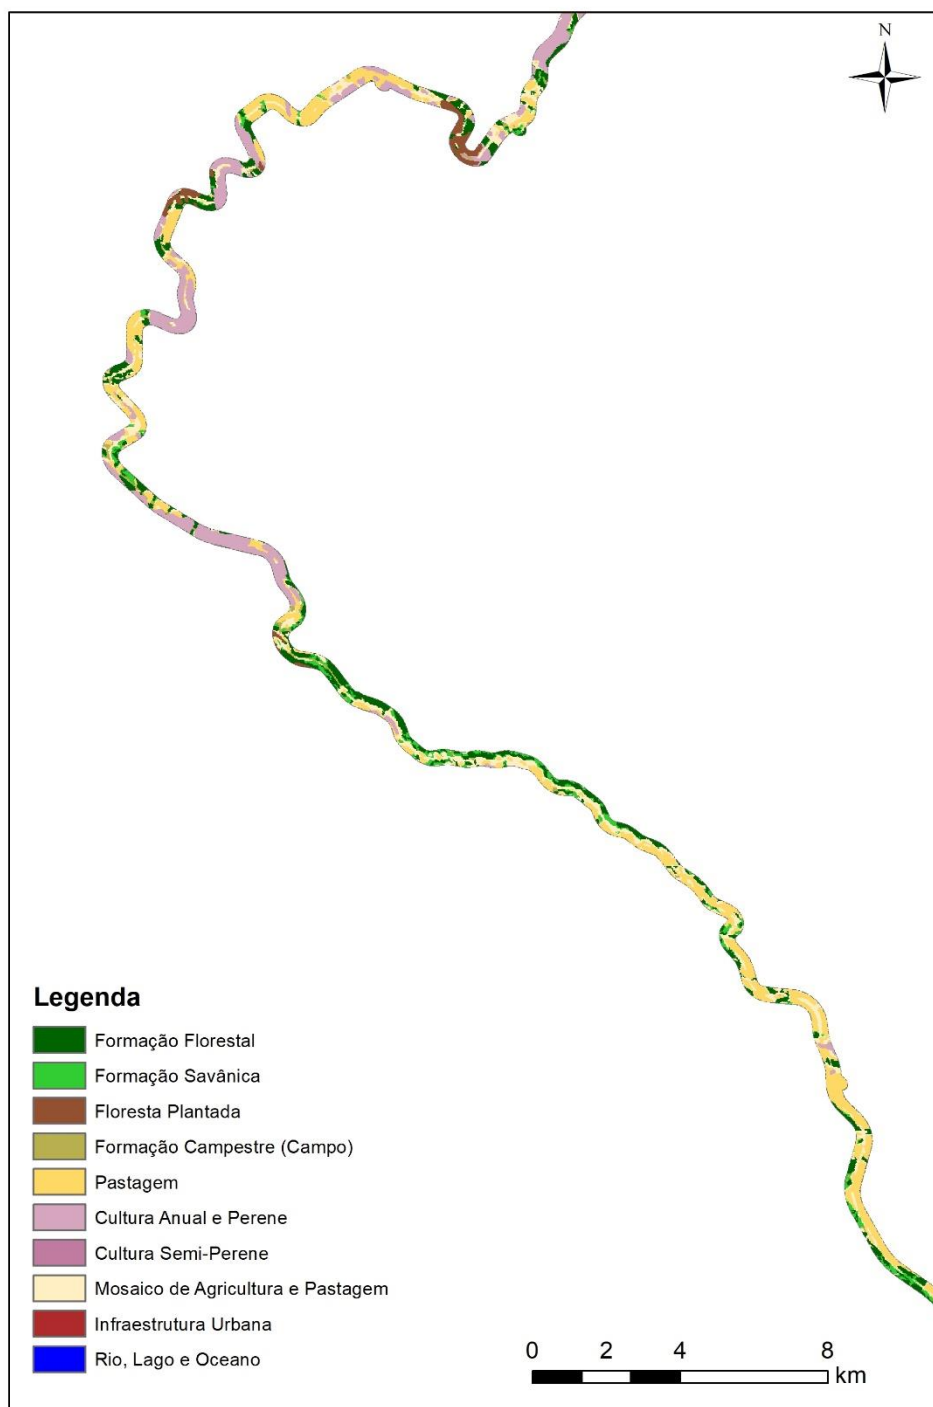 N
Legenda
Formação Florestal
Formação Savânica
Floresta Plantada
Formação Campestre (Campo)
Pastagem
Cultura Anual e Perene
Cultura Semi-Perene
Mosaico de Agricultura e Pastagem
Infraestrutura Urbana
Rio, Lago e Oceano
0 2 4 8
km